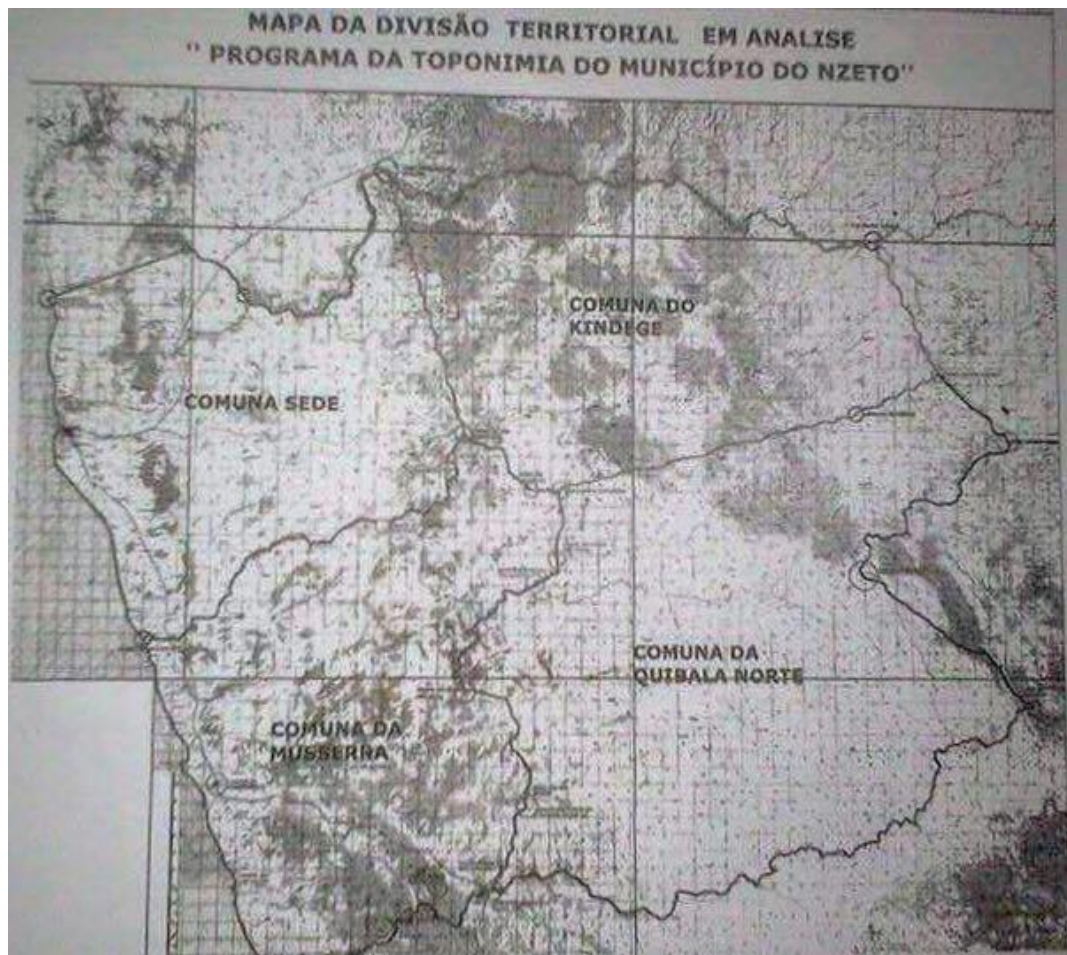 MAPA DA DIVISÃO TERRITORIAL EM ANALISE
" PROGRAMA DA TOPONIMIA DO MUNICÍPIO DO NZETO"
COMUNA DO
KINDEGE
COMUNA SEDE
COMUNA DA
QUIBALA NORTE
COMUNA DA
MUSSERRA